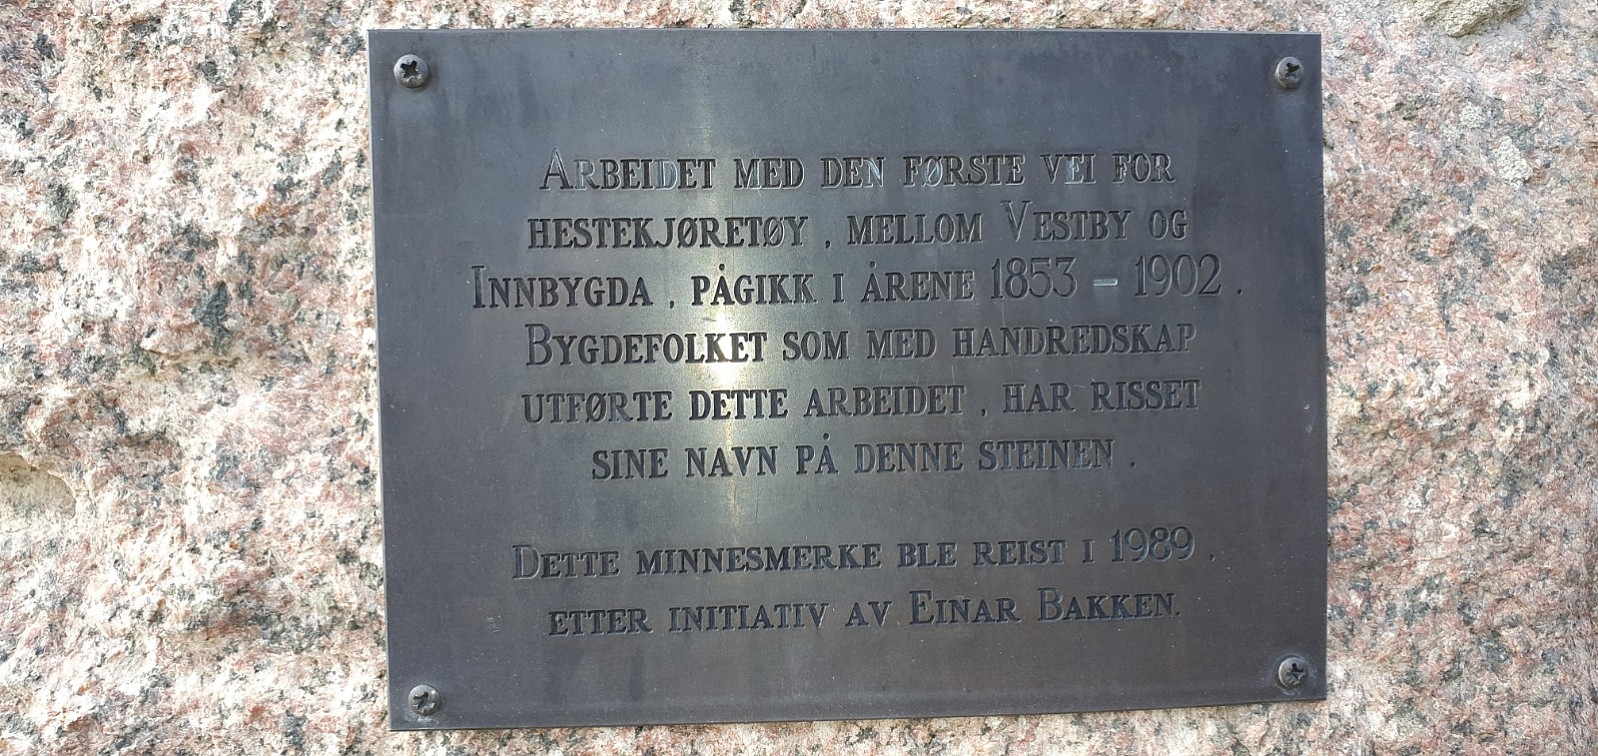 Arbeidet med den første vei for
hestekjøretøy , mellom Vestby og
Innbygda , pågikk i årene 1853 - 1902 .
Bygdefolket som med handredskap
utførte dette arbeidet , har risset
sine navn på denne steinen .
Dette minnesmerke ble reist i 1989 ,
etter initiativ av Einar Bakken.